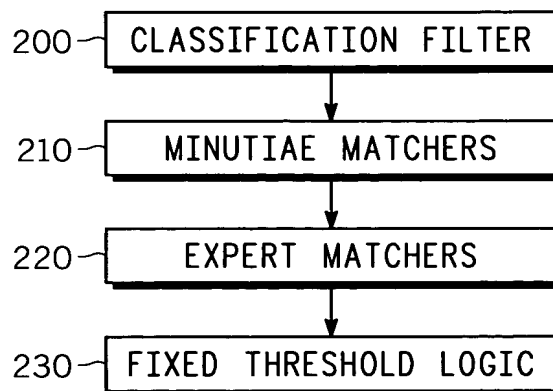 200 CLASSIFICATION FILTER
210 MINUTIAE MATCHERS
220 EXPERT MATCHERS
230 FIXED THRESHOLD LOGIC